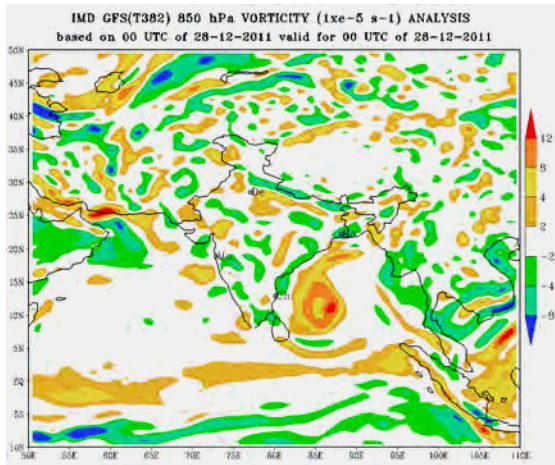 IMD GFS(T382) 850 hPa VORTICITY (1xe-5 s-1) ANALYSIS
based on 00 UTC of 28-12-2011 valid for 00 UTC of 28-12-2011
50N
45N
40N
35N
30N
25N
20N
15N
10N
5N
EQ
5S
10S
50E 55E 60E 65E 70E 75E 80E 85E 90E 95E 100E 105E 110E
12
8
4
2
-2
-4
-8